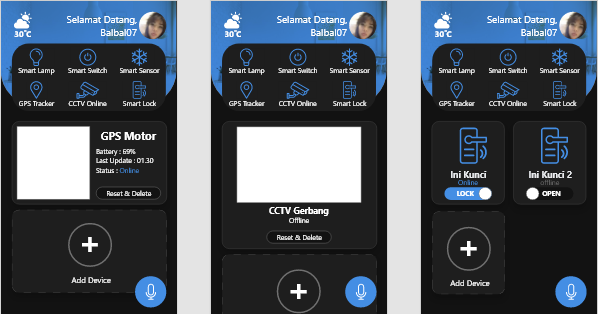 Selamat Datang,
Balbal07
30°C
Smart Lamp
Smart Switch
Smart Sensor
GPS Tracker
CCTV Online
Smart Lock
GPS Motor
Battery : 69%
Last Update : 01.30
Status : Online
Reset & Delete
Add Device
Selamat Datang,
Balbal07
30°C
Smart Lamp
Smart Switch
Smart Sensor
GPS Tracker
CCTV Online
Smart Lock
CCTV Gerbang
Offline
Reset & Delete
Selamat Datang,
Balbal07
30°C
Smart Lamp
Smart Switch
Smart Sensor
GPS Tracker
CCTV Online
Smart Lock
Ini Kunci
Online
LOCK
Ini Kunci 2
offline
OPEN
Add Device